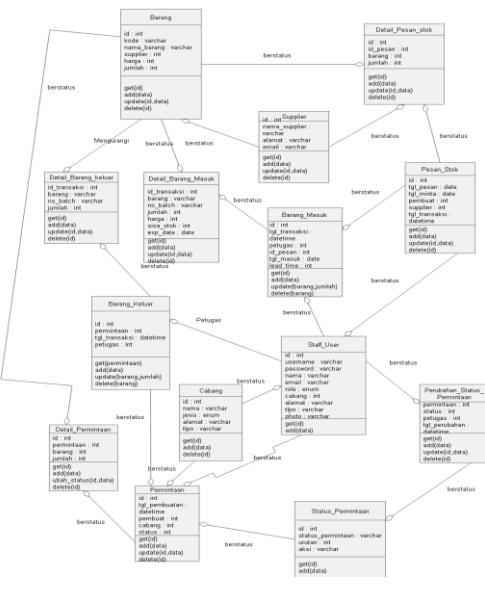 Barang
id : int
kode : varchar
nama_barang : varchar
supplier : int
harga : int
jumlah : int
get(id)
add(data)
update(id,data)
delete(id)
Detail_Pesan_stok
id : int
id_pesan : int
barang : int
jumlah : int
get(id)
add(data)
update(id,data)
delete(id)
berstatus
berstatus
Supplier
id : int
nama_supplier :
varchar
alamat : varchar
email : varchar
get(id)
add(data)
update(id,data)
delete(id)
berstatus
berstatus
Mengurangi
berstatus
berstatus
Detail_Barang_keluar
id_transaksi : int
barang : varchar
no_batch : varchar
jumlah : int
get(id)
add(data)
update(id,data)
delete(id)
Detail_Barang_Masuk
id_transaksi : int
barang : varchar
no_batch : varchar
jumlah : int
harga : int
sisa_stok : int
exp_date : date
get(id)
add(data)
update(id,data)
delete(id)
Pesan_Stok
id : int
tgl_pesan : date
tgl_minta : date
pembuat : int
supplier : int
tgl_transaksi :
datetime
get(id)
add(data)
update(id,data)
delete(id)
berstatus
berstatus
Barang_Masuk
id : int
tgl_transaksi :
datetime
petugas : int
id_pesan : int
tgl_masuk : date
lead_time : int
get(id)
add(data)
update(barang,jumlah)
delete(barang)
berstatus
berstatus
berstatus
Barang_Keluar
id : int
permintaan : int
tgl_transaksi : datetime
petugas : int
get(permintaan)
add(data)
update(barang,jumlah)
delete(barang)
Petugas
Staff_User
id : int
username : varchar
password : varchar
nama : varchar
email : varchar
role : enum
cabang : int
alamat : varchar
tlpn : varchar
photo : varchar
get(id)
add(data)
berstatus
Perubahan_Status_
Permintaan
permintaan : int
status : int
petugas : int
tgl_perubahan :
datetime
get(id)
add(data)
update(id,data)
delete(id)
Cabang
id : int
nama : varchar
jenis : enum
alamat : varchar
tlpn : varchar
get(id)
add(data)
delete(id)
berstatus
berstatus
Detail_Permintaan
id : int
permintaan : int
barang : int
jumlah : int
get(id)
add(data)
ubah_status(id,data)
delete(id)
berstatus
berstatus
berstatus
Permintaan
id : int
tgl_pembuatan :
datetime
pembuat : int
cabang : int
status : int
get(id)
add(data)
update(id,data)
delete(id)
berstatus
berstatus
berstatus
Status_Permintaan
id : int
status_permintaan : varchar
urutan : int
aksi : varchar
get(id)
add(data)